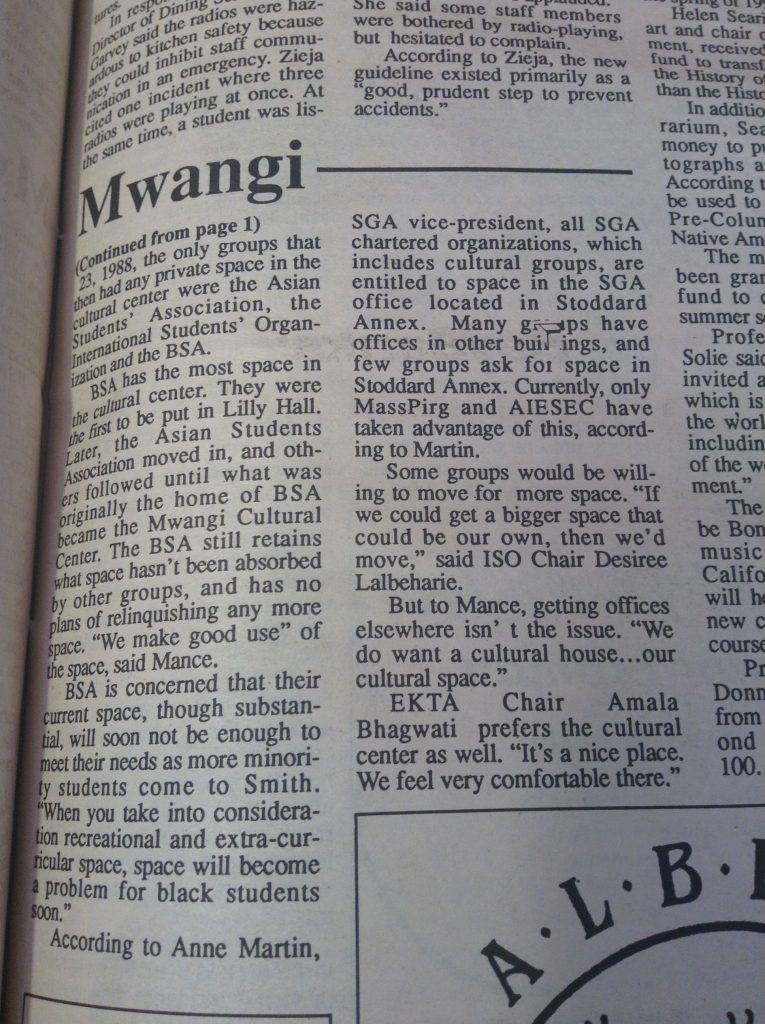 tures.
In respo
Director of Dining Se
Garvey said the radios were haz-
ardous to kitchen safety because
they could inhibit staff commu-
nication in an emergency. Zieja
cited one incident where three
radios were playing at once. At
the same time, a student was lis-
She said some staff members
were bothered by radio-playing,
but hesitated to complain.
According to Zieja, the new
guideline existed primarily as a
“good, prudent step to prevent
accidents.”
Mwangi
(Continued from page 1)
23, 1988, the only groups that
then had any private space in the
cultural center were the Asian
Students’ Association, the
International Students’ Organ-
ization and the BSA.
BSA has the most space in
the cultural center. They were
the first to be put in Lilly Hall.
Later, the Asian Students
Association moved in, and oth-
ers followed until what was
originally the home of BSA
became the Mwangi Cultural
Center. The BSA still retains
what space hasn’t been absorbed
by other groups, and has no
plans of relinquishing any more
space. “We make good use” of
the space, said Mance.
BSA is concerned that their
current space, though substan-
tial, will soon not be enough to
meet their needs as more minori-
ty students come to Smith.
“When you take into considera-
tion recreational and extra-cur-
ricular space, space will become
a problem for black students
soon.”
According to Anne Martin,
SGA vice-president, all SGA
chartered organizations, which
includes cultural groups, are
entitled to space in the SGA
office located in Stoddard
Annex. Many groups have
offices in other buildings, and
few groups ask for space in
Stoddard Annex. Currently, only
MassPirg and AIESEC have
taken advantage of this, accord-
ing to Martin.
Some groups would be will-
ing to move for more space. “If
we could get a bigger space that
could be our own, then we’d
move,” said ISO Chair Desiree
Lalbeharie.
But to Mance, getting offices
elsewhere isn’ t the issue. “We
do want a cultural house...our
cultural space.”
EKTA Chair Amala
Bhagwati prefers the cultural
center as well. “It’s a nice place.
We feel very comfortable there.”
Helen Seari
art and chair o
ment, received
fund to transf
the History of
than the Histo
In additio
rarium, Sea
money to pu
tographs a
According t
be used to
Pre-Colum
Native Am
The m
been gran
fund to c
summer s
Profe
Solie said
invited a
which is
the worl
includin
of the w
ment.”
The
be Bon
music
Califo
will he
new c
course
Pr
Donn
from
ond
100.
A·L·B·